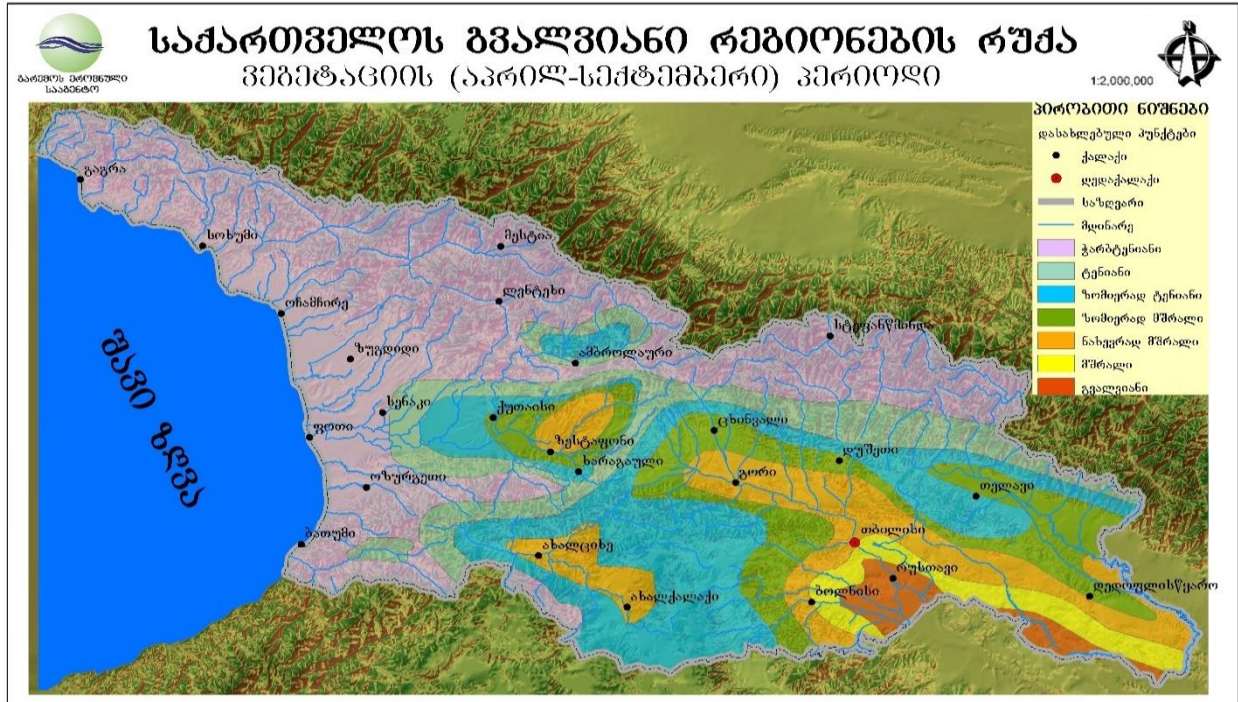 საქართველოს გვალვიანი რეგიონების რუქა
ვეგეტაციის (აპრილ-სექტემბერი) პერიოდი
გარემოს ეროვნული
სააგენტო
1:2,000,000
პირობითი ნიშნები
დასახლებული პუნქტები
ქალაქი
დედაქალაქი
საზღვარი
მდინარე
ჭარბტენიანი
ტენიანი
ზომიერად ტენიანი
ზომიერად მშრალი
ნახევრად მშრალი
მშრალი
გვალვიანი
გაგრა
სოხუმი
მესტია
ოჩამჩირე
ლენტეხი
სტეფანწმინდა
ზუგდიდი
ამბროლაური
შავი ზღვა
სენაკი
ქუთაისი
ცხინვალი
ფოთი
ზესტაფონი
ხარაგაული
დუშეთი
ოზურგეთი
გორი
თელავი
ბათუმი
ახალციხე
თბილისი
რუსთავი
ახალქალაქი
ბოლნისი
დედოფლისწყარო